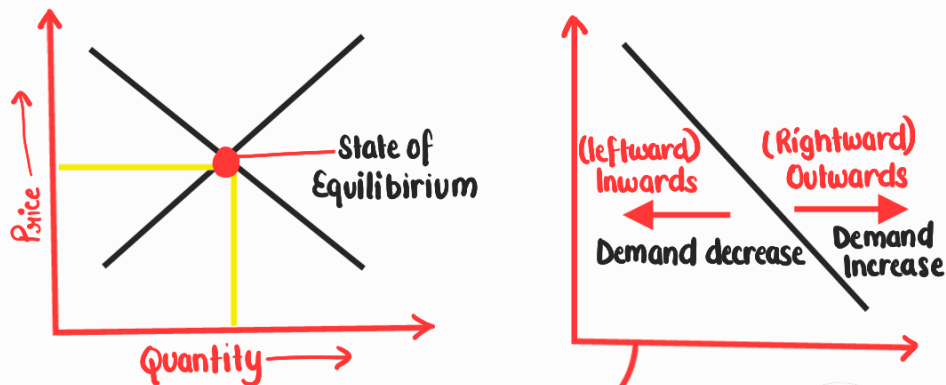 Price
State of
Equilibirium
Quantity
(leftward)
Inwards
Demand decrease
(Rightward)
Outwards
Demand
Increase